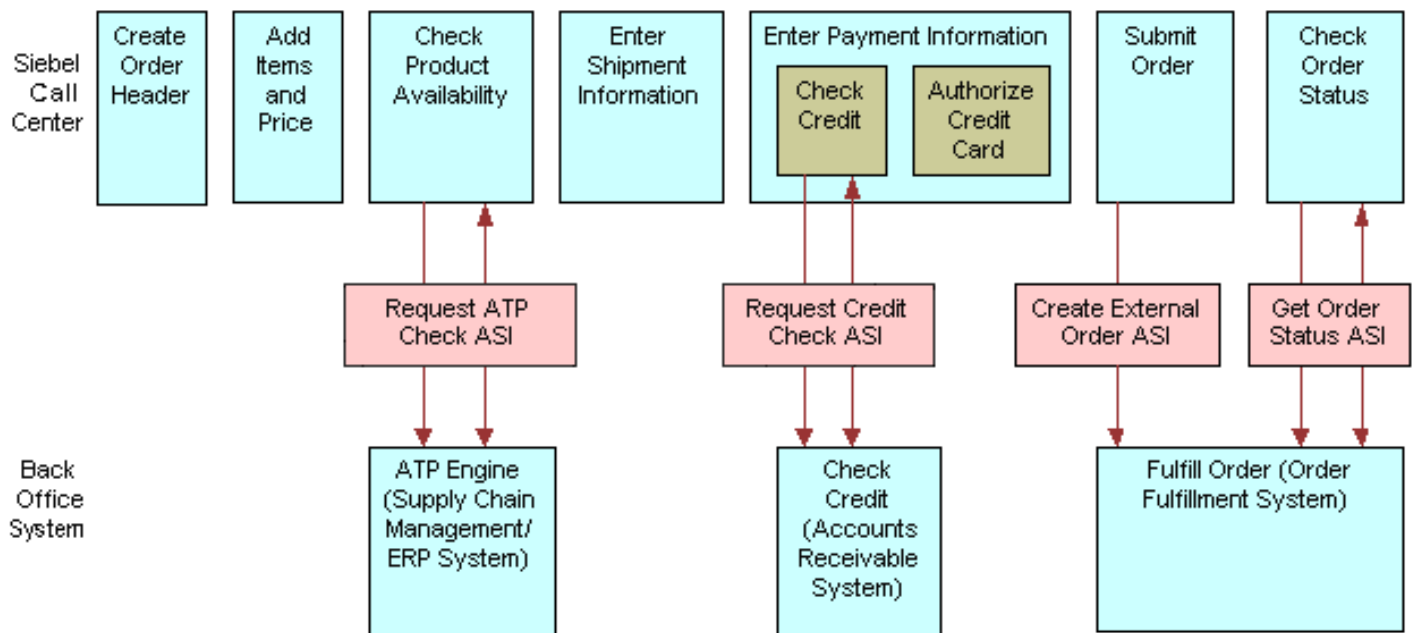 Siebel
Call
Center
Create
Order
Header
Add
Items
and
Price
Check
Product
Availability
Enter
Shipment
Information
Enter Payment Information
Check
Credit
Authorize
Credit
Card
Submit
Order
Check
Order
Status
Request ATP
Check ASI
Request Credit
Check ASI
Create External
Order ASI
Get Order
Status ASI
Back
Office
System
ATP Engine
(Supply Chain
Management/
ERP System)
Check
Credit
(Accounts
Receivable
System)
Fulfill Order (Order
Fulfillment System)